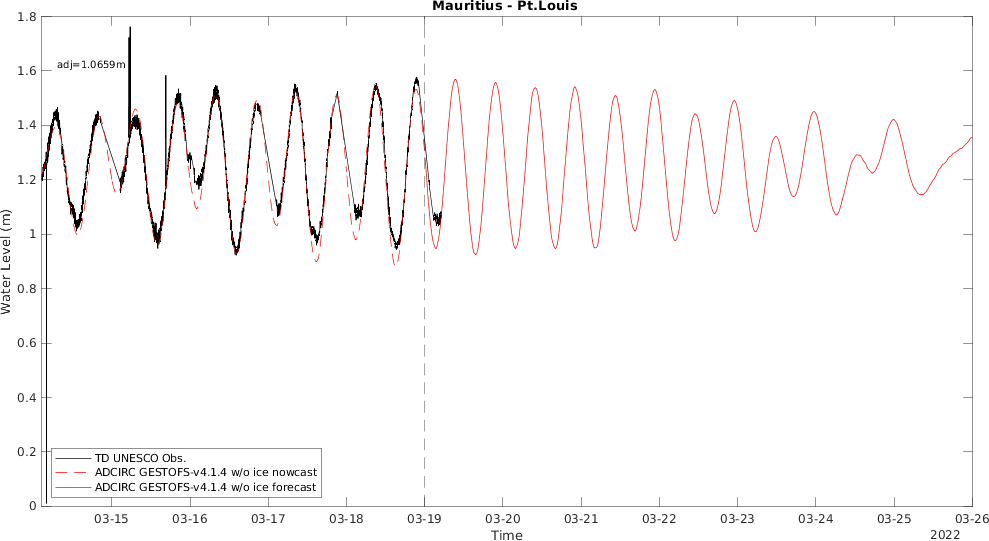 Mauritius - Pt.Louis
1.8
1.6
1.4
1.2
1
0.8
0.6
0.4
0.2
0
Water Level (m)
adj=1.0659m
TD UNESCO Obs.
ADCIRC GESTOFS-v4.1.4 w/o ice nowcast
ADCIRC GESTOFS-v4.1.4 w/o ice forecast
03-15 03-16 03-17 03-18 03-19 03-20 03-21 03-22 03-23 03-24 03-25 03-26
Time
2022